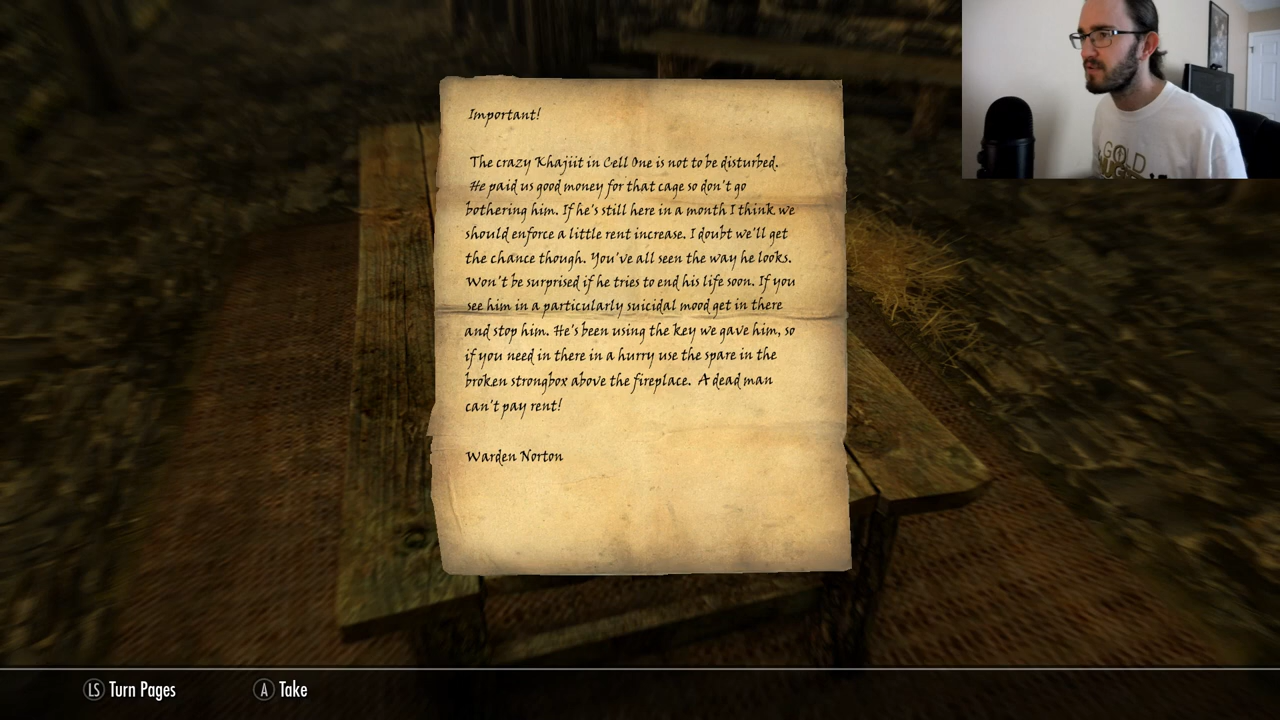 Important!
The crazy Khajiit in Cell One is not to be disturbed.
He paid us good money for that cage so don't go
bothering him. If he's still here in a month I think we
should enforce a little rent increase. I doubt we'll get
the chance though. You've all seen the way he looks.
Won't be surprised if he tries to end his life soon. If you
see him in a particularly suicidal mood get in there
and stop him. He's been using the key we gave him, so
if you need in there in a hurry use the spare in the
broken strongbox above the fireplace. A dead man
can't pay rent!
Warden Norton
GOLD
LS Turn Pages
A Take